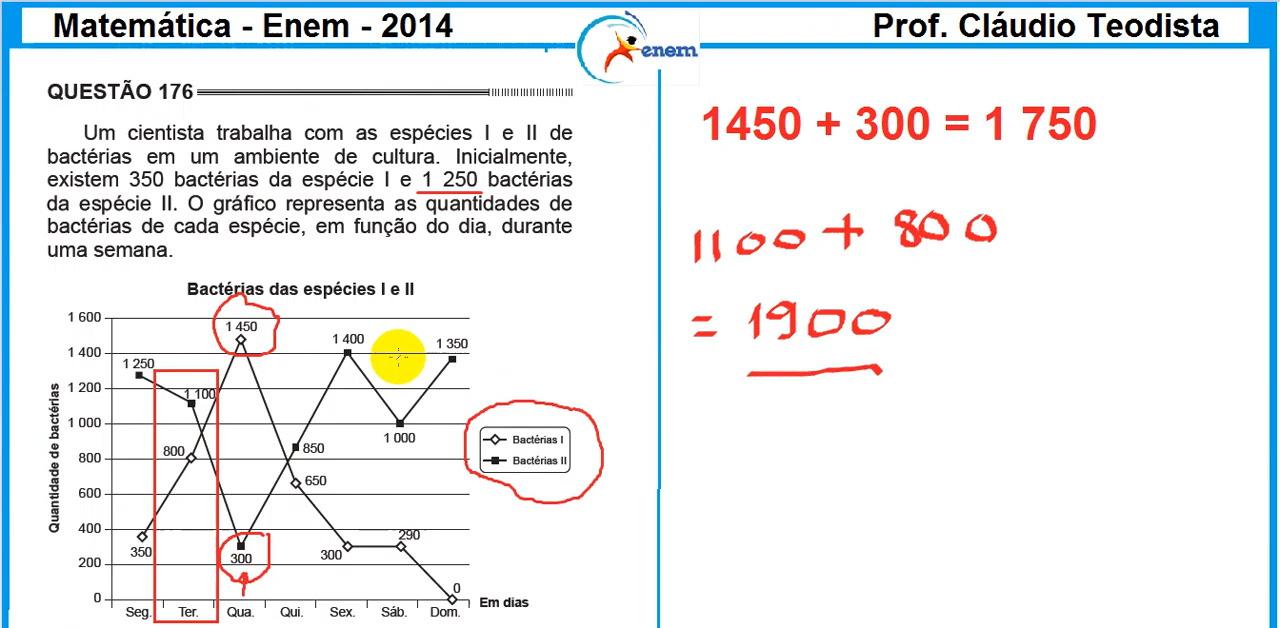 Matemática - Enem - 2014
Prof. Cláudio Teodista
enem
QUESTÃO 176
Um cientista trabalha com as espécies I e II de
bactérias em um ambiente de cultura. Inicialmente,
existem 350 bactérias da espécie I e 1 250 bactérias
da espécie II. O gráfico representa as quantidades de
bactérias de cada espécie, em função do dia, durante
uma semana.
Bactérias das espécies I e II
Quantidade de bactérias
1 600
1 400
1 200
1 000
800
600
400
200
0
1 250
1 100
1 450
1 400
1 350
800
850
1 000
650
350
300
300
290
0
Seg. Ter. Qua. Qui. Sex. Sáb. Dom.
Em dias
Bactérias I
Bactérias II
1450 + 300 = 1 750
1100 + 800
= 1900